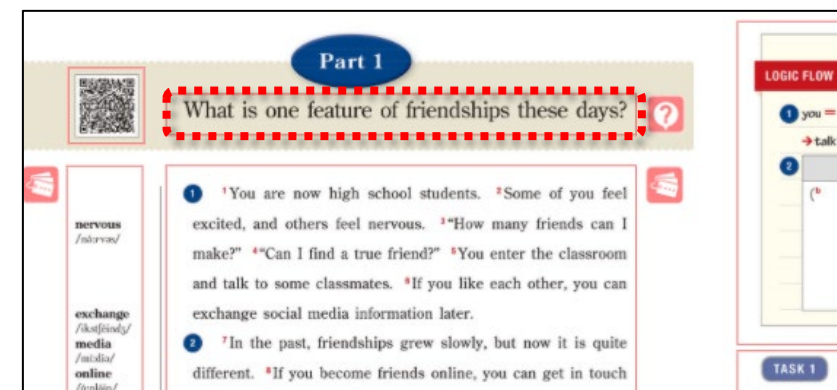 Part 1
What is one feature of friendships these days?
?
nervous
exchange
media
online
1 ¹You are now high school students. ²Some of you feel
excited, and others feel nervous. ³“How many friends can I
make?” ⁴“Can I find a true friend?” ⁵You enter the classroom
and talk to some classmates. ⁶If you like each other, you can
exchange social media information later.
2 ⁷In the past, friendships grew slowly, but now it is quite
different. ⁸If you become friends online, you can get in touch
LOGIC FLOW
1 you =
→talk
2
(b
TASK 1